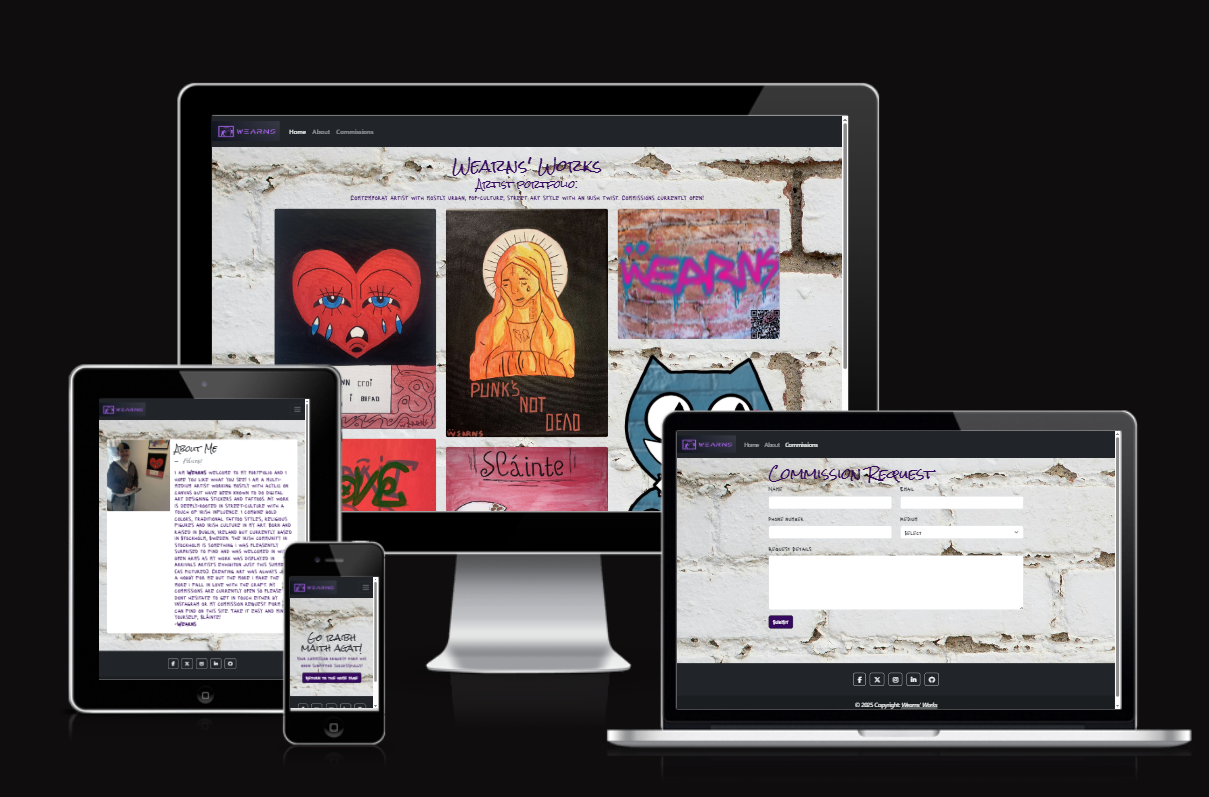 WEARNS
Home About Commissions
Wearns' Works
Artist portfolio:
Contemporay artist with mostly urban, pop-culture, street art style with an Irish twist. Commissions currently open!
WEARNS
PUNK'S
NOT
DEAD
WEARNS
croí
Sláinte
WEARNS
About Me
I am Wearns welcome to my portfolio and I
hope you like what you see! I am a multi-
medium artist working mostly with actlic on
canvas but have been known to do digital
art designing stickers and tattoos. My work
is deeply-rooted in street-culture with a
touch of Irish influence. I combine bold
colors, traditional tattoo styles, religious
figures and Irish culture in my art. Born and
raised in Dublin, Ireland but currently based
in Stockholm, Sweden. The Irish community in
Stockholm is something I was pleasently
surprised to find and was welcomed in with
open arms as my work was displayed in
Arrivals artists exhibiton just this summer
(as pictured). Creating art was always
a hobby for me but the more I make the
more I fall in love with the craft. My
commissions are currently open so please
dont hesitate to get in touch either by
Instagram or my commission request form
can find on this site. Take it easy and min
yourself, Sláinte!
-Wearns
WEARNS
Go raibh
maith agat!
Your commission request form has
been submitted successfully!
Return to the home page
WEARNS
Home About Commissions
Commission Request
Name Email
Phone number Medium
Select
Request details
Submit
© 2025 Copyright: Wearns' Works